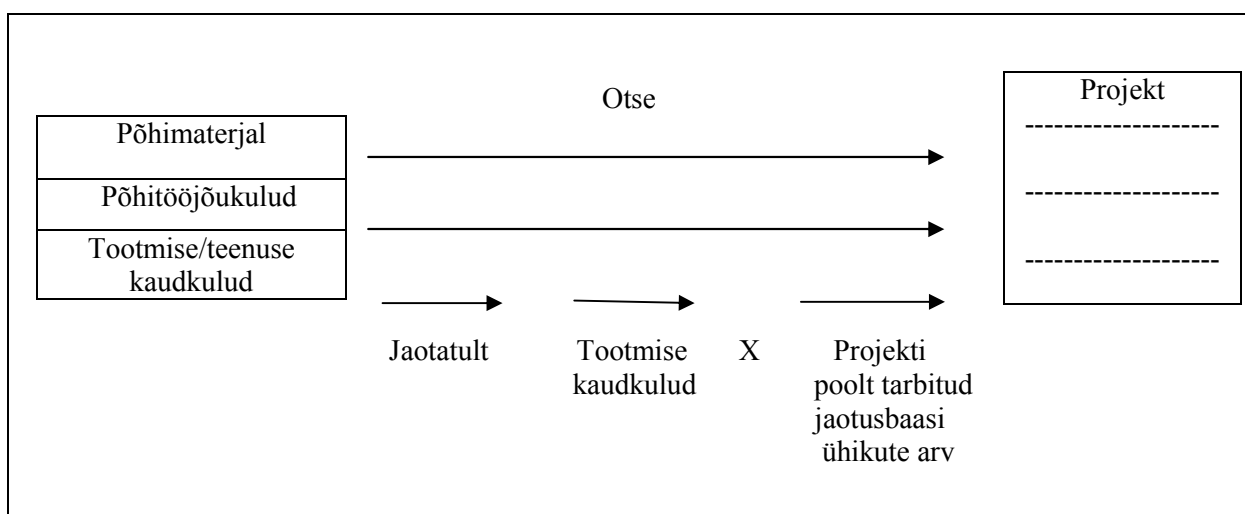 Otse
Põhimaterjal
Põhitööjõukulud
Tootmise/teenuse
kaudkulud
Projekt
---------------------
---------------------
---------------------
Jaotatult
Tootmise
kaudkulud
X
Projekti
poolt tarbitud
jaotusbaasi
ühikute arv